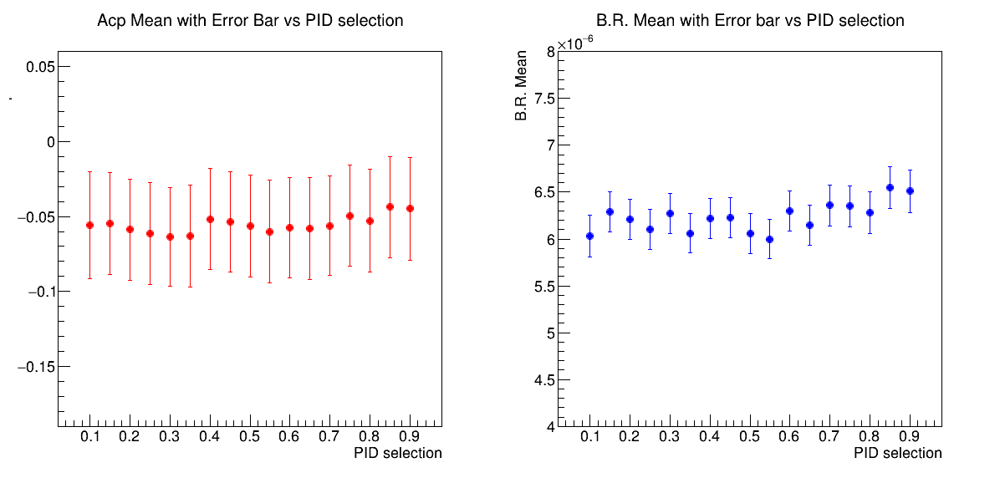 Acp Mean with Error Bar vs PID selection
0.05
0
−0.05
−0.1
−0.15
0.1 0.2 0.3 0.4 0.5 0.6 0.7 0.8 0.9
PID selection
B.R. Mean with Error bar vs PID selection
×10⁻⁶
B.R. Mean
8
7.5
7
6.5
6
5.5
5
4.5
4
0.1 0.2 0.3 0.4 0.5 0.6 0.7 0.8 0.9
PID selection